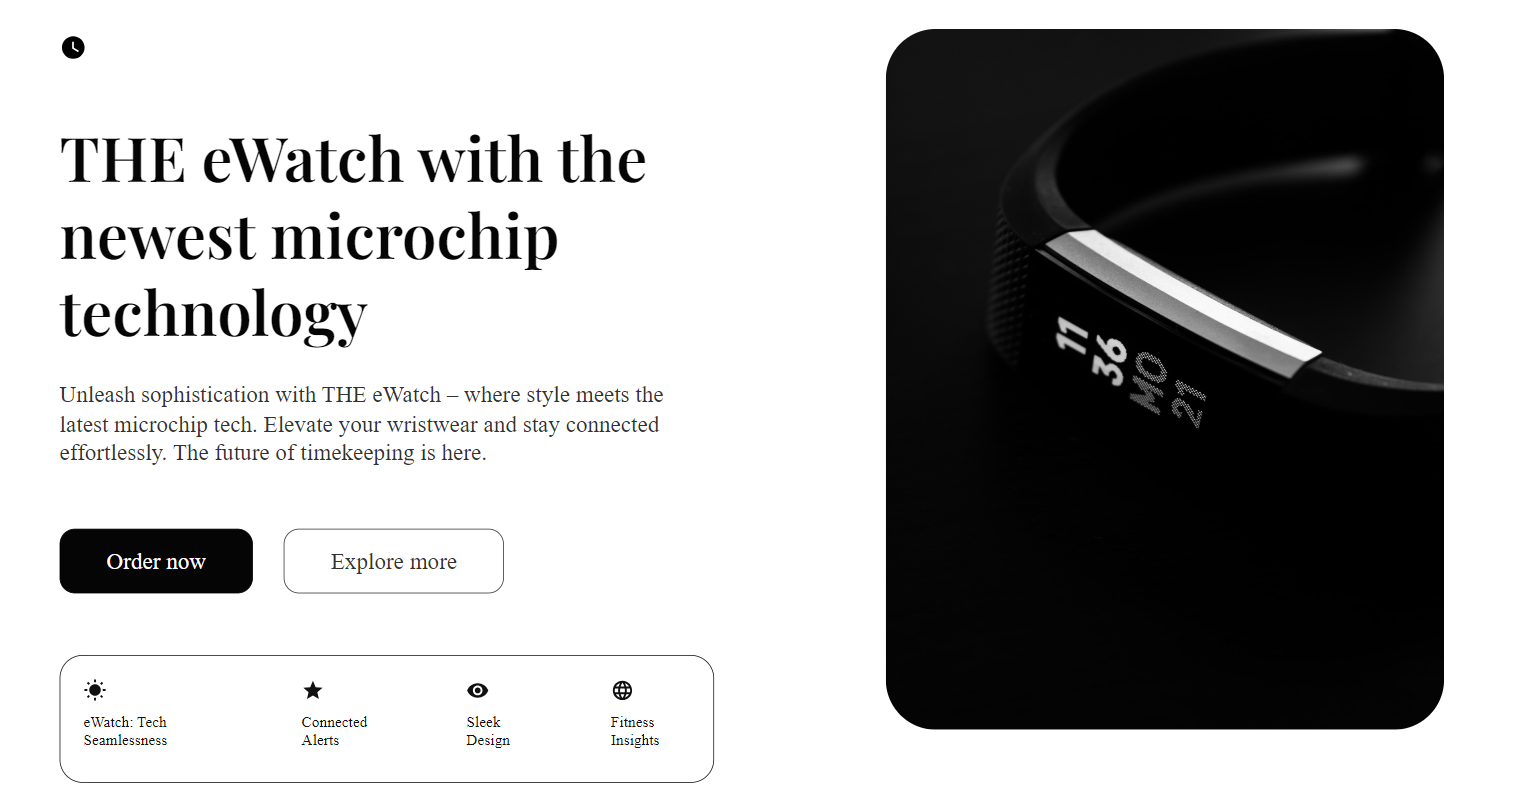 THE eWatch with the
newest microchip
technology
Unleash sophistication with THE eWatch – where style meets the
latest microchip tech. Elevate your wristwear and stay connected
effortlessly. The future of timekeeping is here.
Order now
Explore more
eWatch: Tech
Seamlessness
Connected
Alerts
Sleek
Design
Fitness
Insights
11
36
MO
21